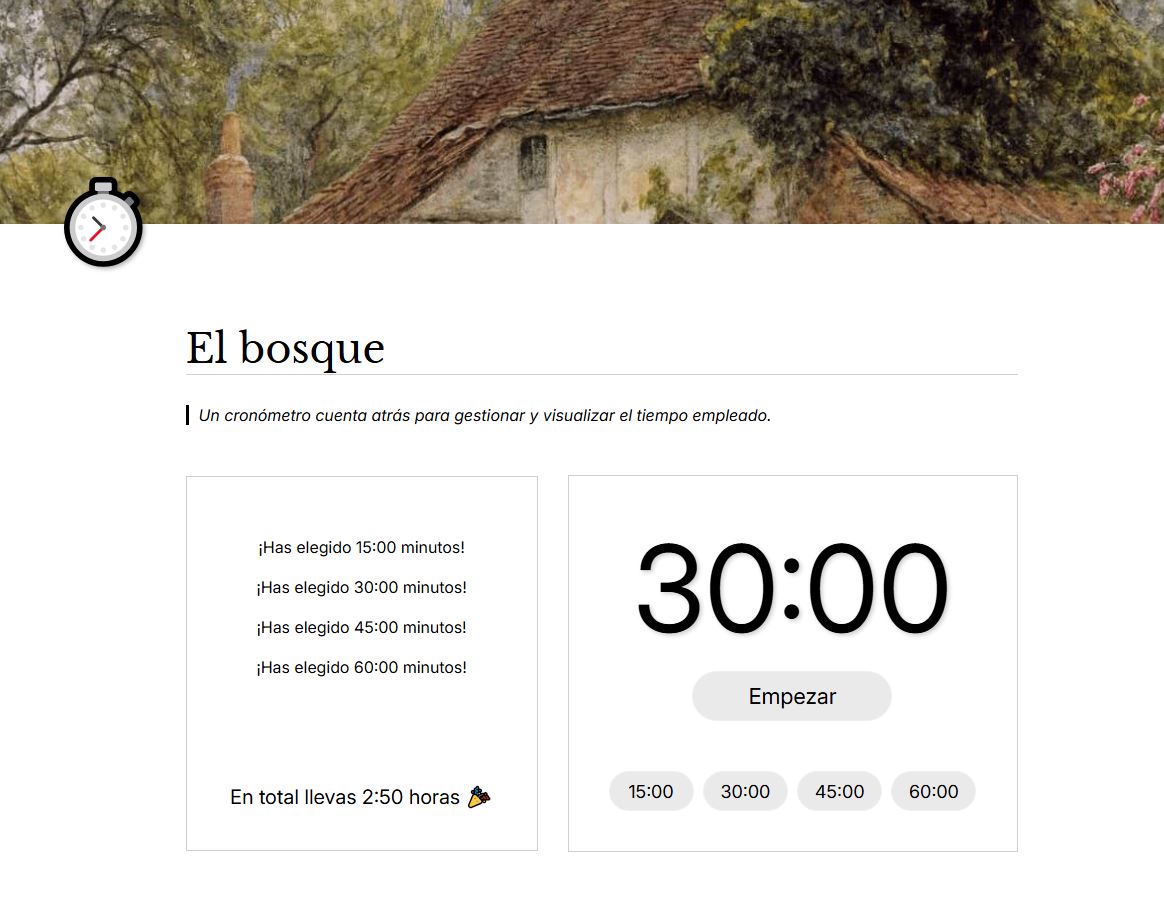 El bosque
Un cronómetro cuenta atrás para gestionar y visualizar el tiempo empleado.
¡Has elegido 15:00 minutos!
¡Has elegido 30:00 minutos!
¡Has elegido 45:00 minutos!
¡Has elegido 60:00 minutos!
En total llevas 2:50 horas 🎉
30:00
Empezar
15:00 30:00 45:00 60:00